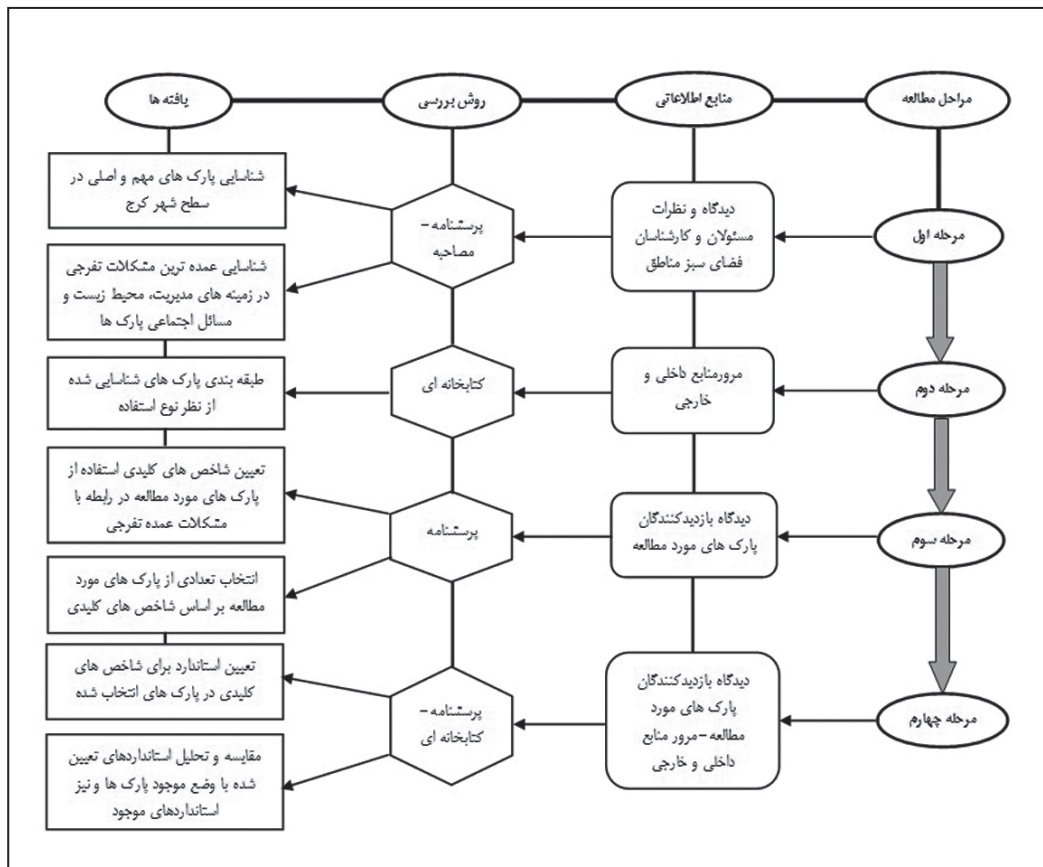 مراحل مطالعه
منابع اطلاعاتی
روش بررسی
یافته ها
مرحله اول
دیدگاه و نظرات
مسئولان و کارشناسان
فضای سبز مناطق
پرستنامه –
مصاحبه
شناسایی پارک های مهم و اصلی در
سطح شهر کرج
شناسایی عمده ترین مشکلات تفرجی
در زمینه های مدیریت، محیط زیست و
مسائل اجتماعی پارک ها
مرحله دوم
مرورمنابع داخلی و
خارجی
کتابخانه ای
طبقه بندی پارک های شناسایی شده
از نظر نوع استفاده
مرحله سوم
دیدگاه بازدیدکنندگان
پارک های مورد مطالعه
پرستنامه
تعیین شاخص های کلیدی استفاده از
پارک های مورد مطالعه در رابطه با
مشکلات عمده تفرجی
انتخاب تعدادی از پارک های مورد
مطالعه بر اساس شاخص های کلیدی
مرحله چهارم
دیدگاه بازدیدکنندگان
پارک های مورد
مطالعه –مرور منابع
داخلی و خارجی
پرستنامه –
کتابخانه ای
تعیین استاندارد برای شاخص های
کلیدی در پارک های انتخاب شده
مقایسه و تحلیل استانداردهای تعیین
شده با وضع موجود پارک ها و نیز
استانداردهای موجود